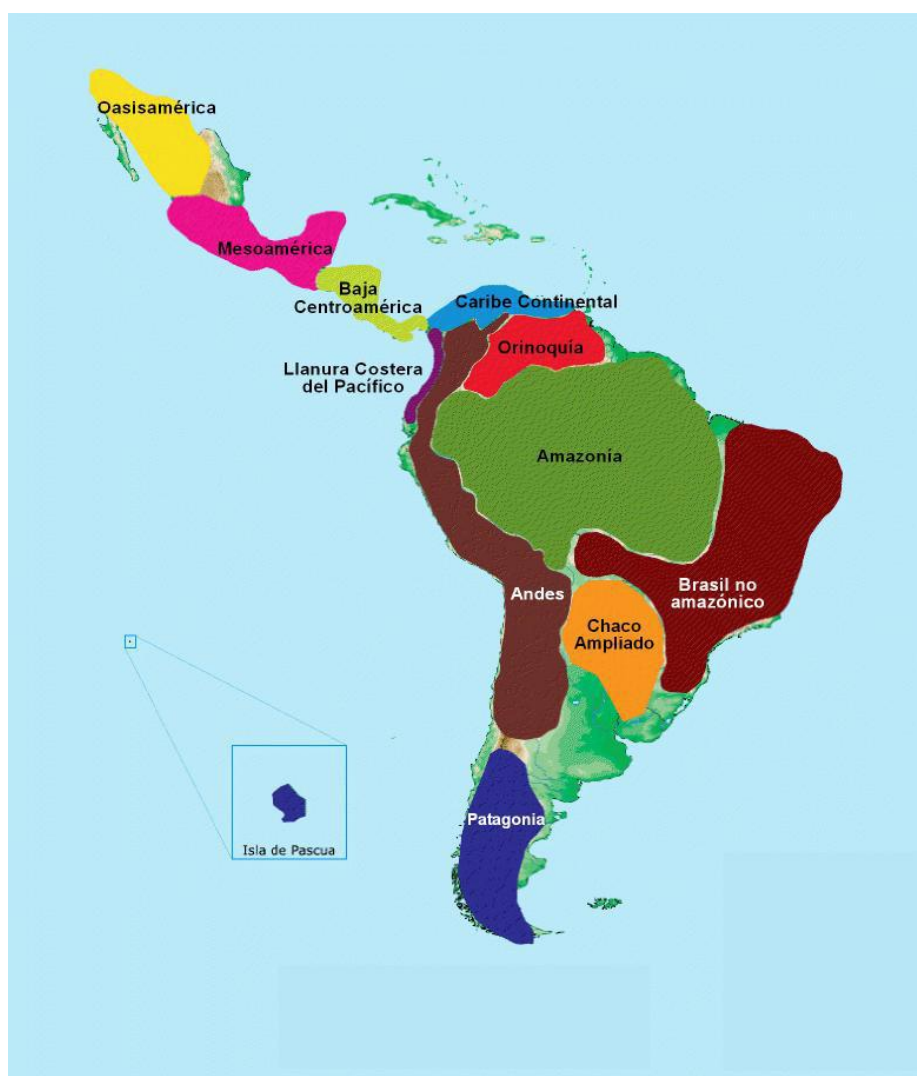 Oasisamérica
Mesoamérica
Baja
Centroamérica
Caribe Continental
Orinoquía
Llanura Costera
del Pacífico
Amazonía
Andes
Brasil no
amazónico
Chaco
Ampliado
Patagonia
Isla de Pascua